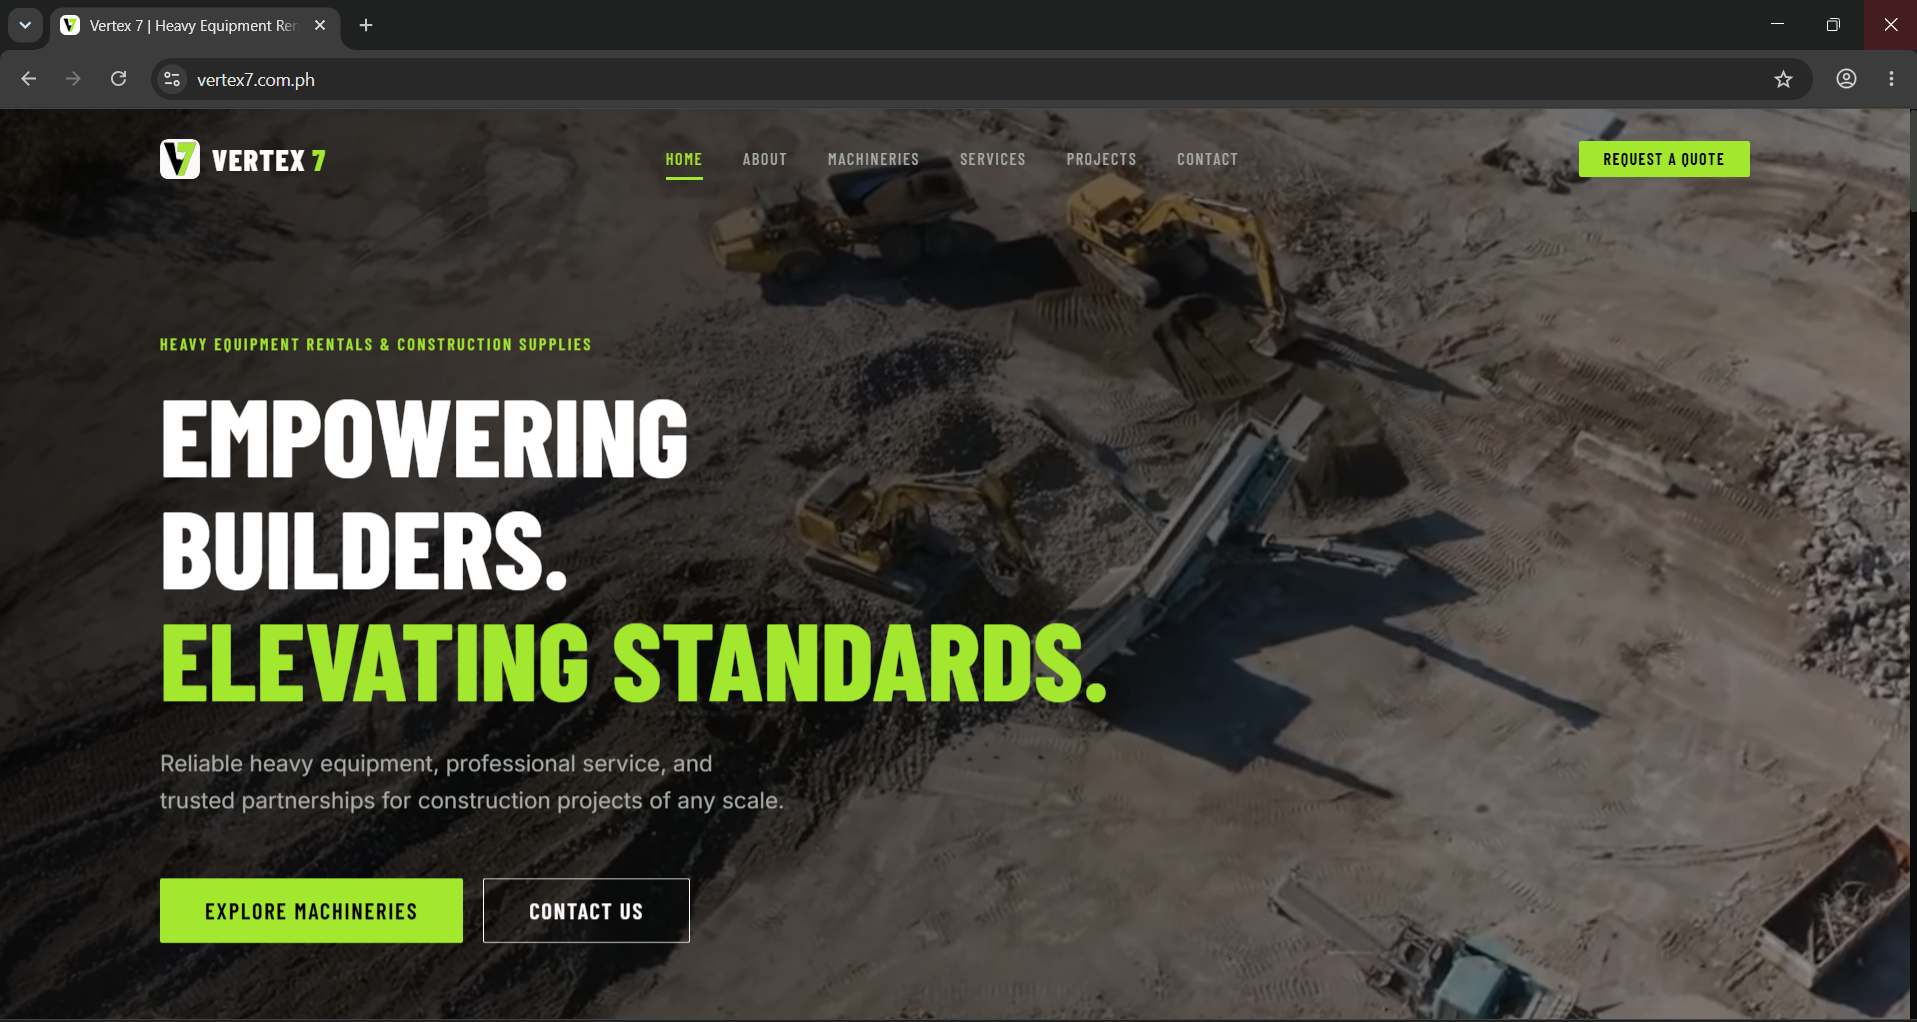 Vertex 7 | Heavy Equipment Ren
vertex7.com.ph
VERTEX 7
HOME
ABOUT
MACHINERIES
SERVICES
PROJECTS
CONTACT
REQUEST A QUOTE
HEAVY EQUIPMENT RENTALS & CONSTRUCTION SUPPLIES
EMPOWERING
BUILDERS.
ELEVATING STANDARDS.
Reliable heavy equipment, professional service, and
trusted partnerships for construction projects of any scale.
EXPLORE MACHINERIES
CONTACT US